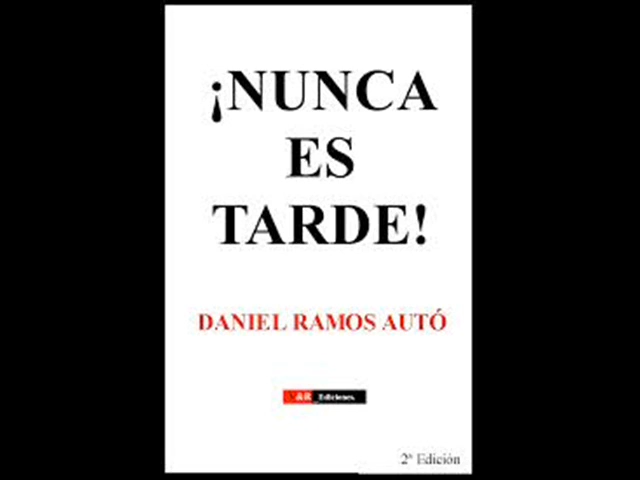 ¡NUNCA
ES
TARDE!
DANIEL RAMOS AUTÓ
Ediciones.
2ª Edición